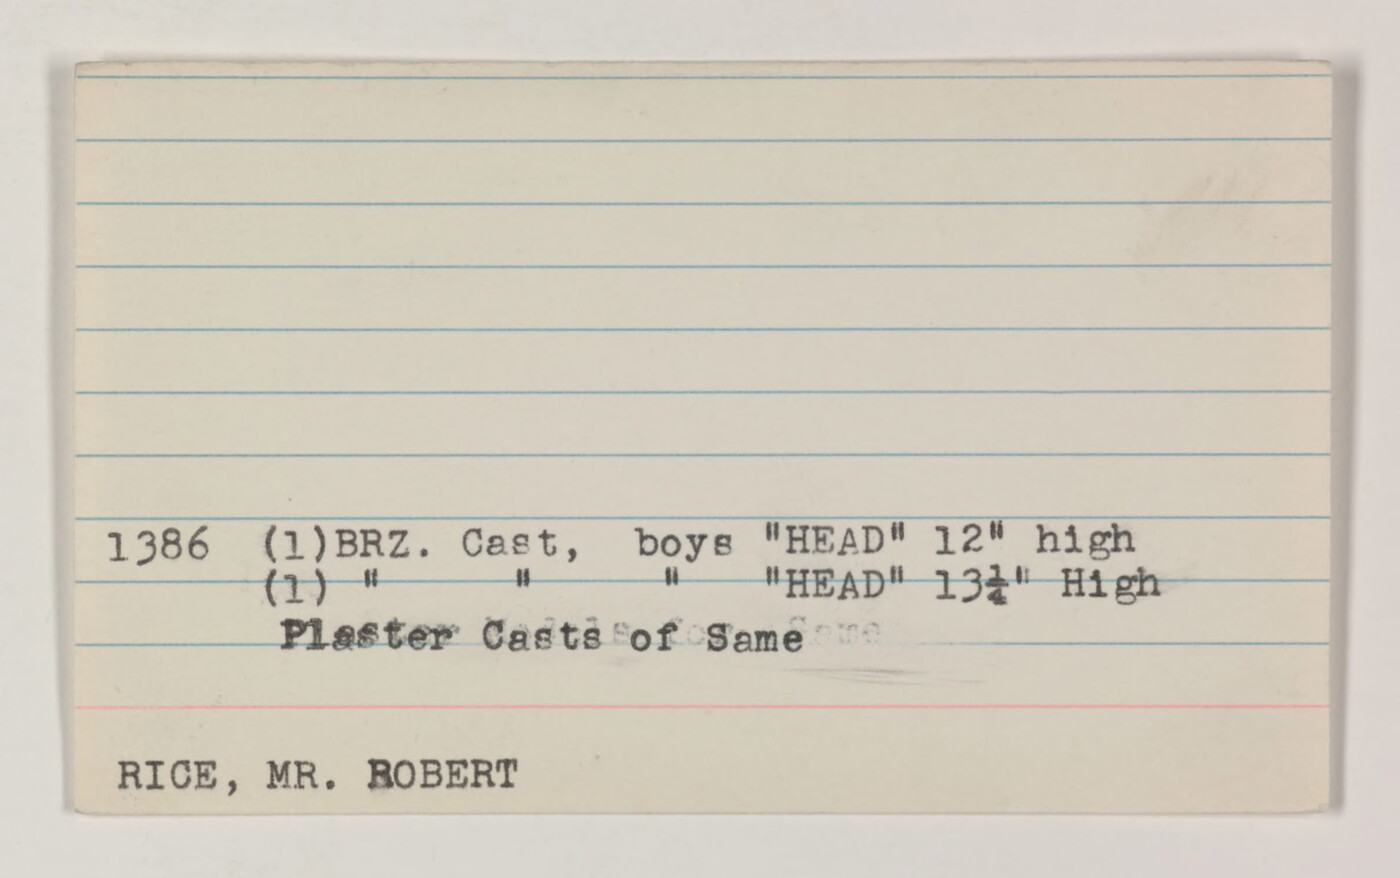 1386 (1)BRZ. Cast, boys "HEAD" 12" high
(1) " " " "HEAD" 13¼" High
Plaster Casts of Same
RICE, MR. ROBERT